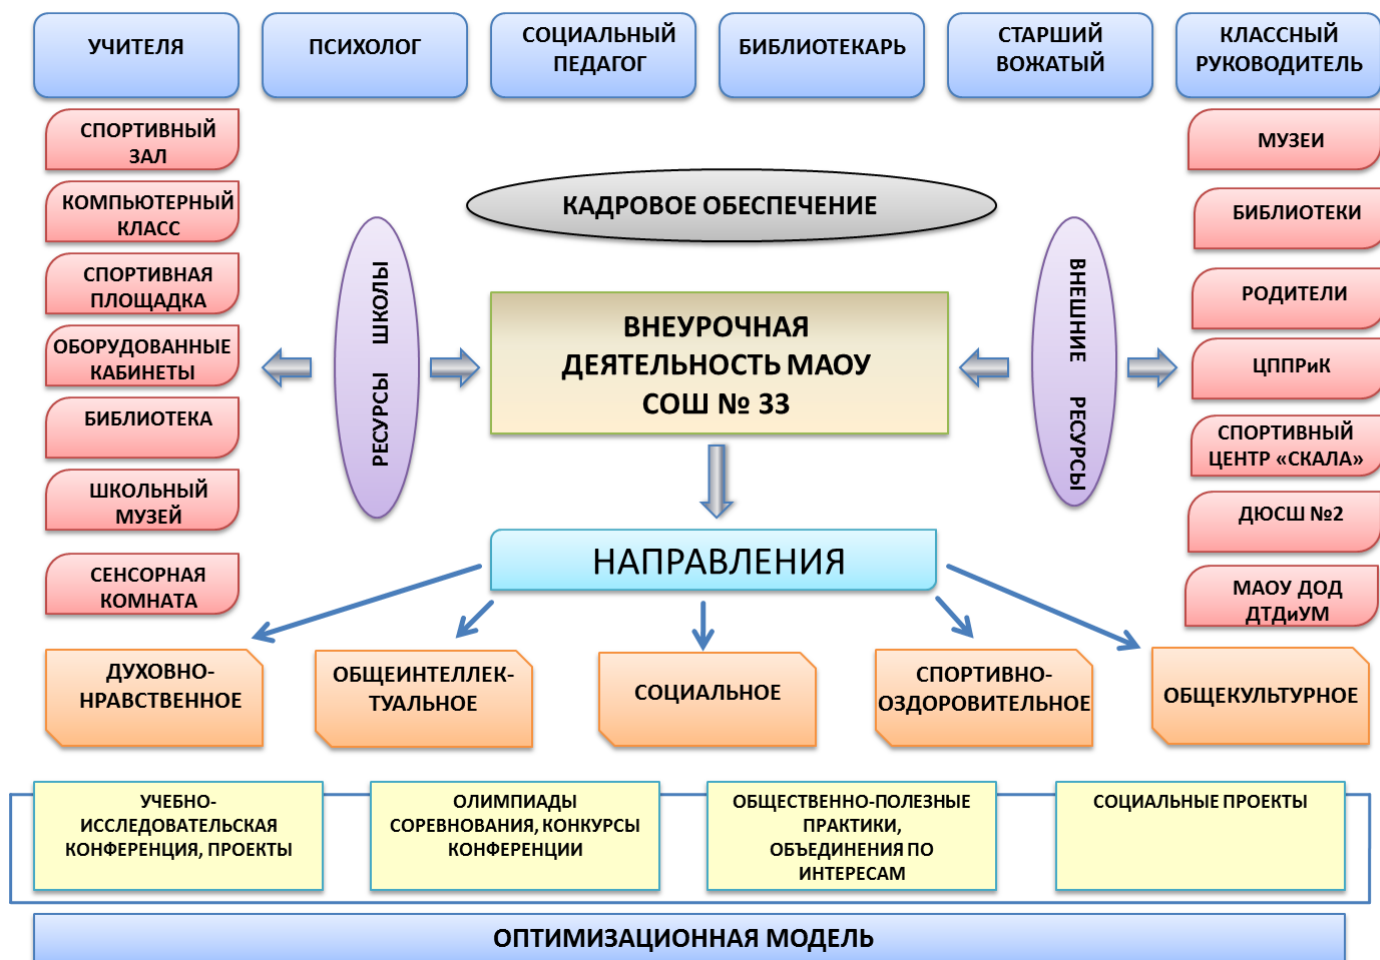 УЧИТЕЛЯ
ПСИХОЛОГ
СОЦИАЛЬНЫЙ
ПЕДАГОГ
БИБЛИОТЕКАРЬ
СТАРШИЙ
ВОЖАТЫЙ
КЛАССНЫЙ
РУКОВОДИТЕЛЬ
СПОРТИВНЫЙ
ЗАЛ
КОМПЬЮТЕРНЫЙ
КЛАСС
СПОРТИВНАЯ
ПЛОЩАДКА
ОБОРУДОВАННЫЕ
КАБИНЕТЫ
БИБЛИОТЕКА
ШКОЛЬНЫЙ
МУЗЕЙ
СЕНСОРНАЯ
КОМНАТА
РЕСУРСЫ ШКОЛЫ
КАДРОВОЕ ОБЕСПЕЧЕНИЕ
ВНЕУРОЧНАЯ
ДЕЯТЕЛЬНОСТЬ МАОУ
СОШ № 33
ВНЕШНИЕ РЕСУРСЫ
МУЗЕИ
БИБЛИОТЕКИ
РОДИТЕЛИ
ЦППРиК
СПОРТИВНЫЙ
ЦЕНТР «СКАЛА»
ДЮСШ №2
МАОУ ДОД
ДТДиУМ
НАПРАВЛЕНИЯ
ДУХОВНО-
НРАВСТВЕННОЕ
ОБЩЕИНТЕЛЛЕК-
ТУАЛЬНОЕ
СОЦИАЛЬНОЕ
СПОРТИВНО-
ОЗДОРОВИТЕЛЬНОЕ
ОБЩЕКУЛЬТУРНОЕ
УЧЕБНО-
ИССЛЕДОВАТЕЛЬСКАЯ
КОНФЕРЕНЦИЯ, ПРОЕКТЫ
ОЛИМПИАДЫ
СОРЕВНОВАНИЯ, КОНКУРСЫ
КОНФЕРЕНЦИИ
ОБЩЕСТВЕННО-ПОЛЕЗНЫЕ
ПРАКТИКИ,
ОБЪЕДИНЕНИЯ ПО
ИНТЕРЕСАМ
СОЦИАЛЬНЫЕ ПРОЕКТЫ
ОПТИМИЗАЦИОННАЯ МОДЕЛЬ